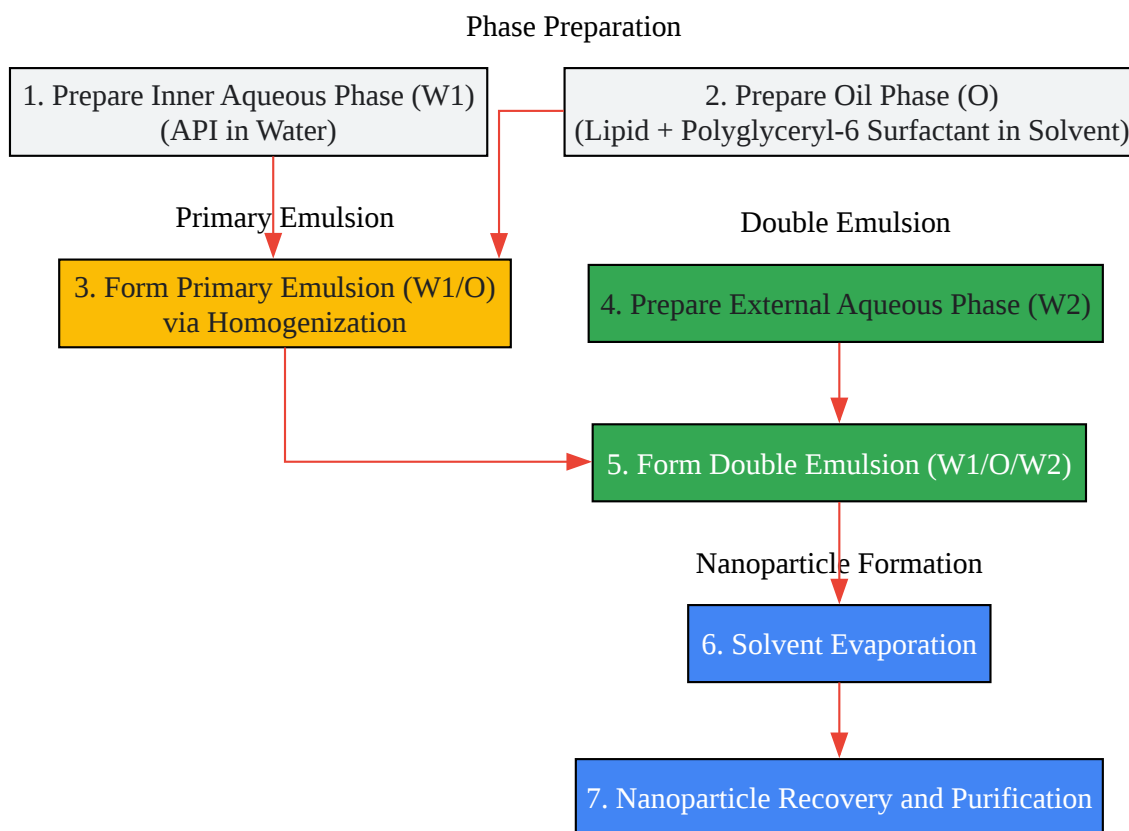 Phase Preparation
1. Prepare Inner Aqueous Phase (W1)
(API in Water)
2. Prepare Oil Phase (O)
(Lipid + Polyglyceryl-6 Surfactant in Solvent)
Primary Emulsion
Double Emulsion
3. Form Primary Emulsion (W1/O)
via Homogenization
4. Prepare External Aqueous Phase (W2)
5. Form Double Emulsion (W1/O/W2)
Nanoparticle Formation
6. Solvent Evaporation
7. Nanoparticle Recovery and Purification